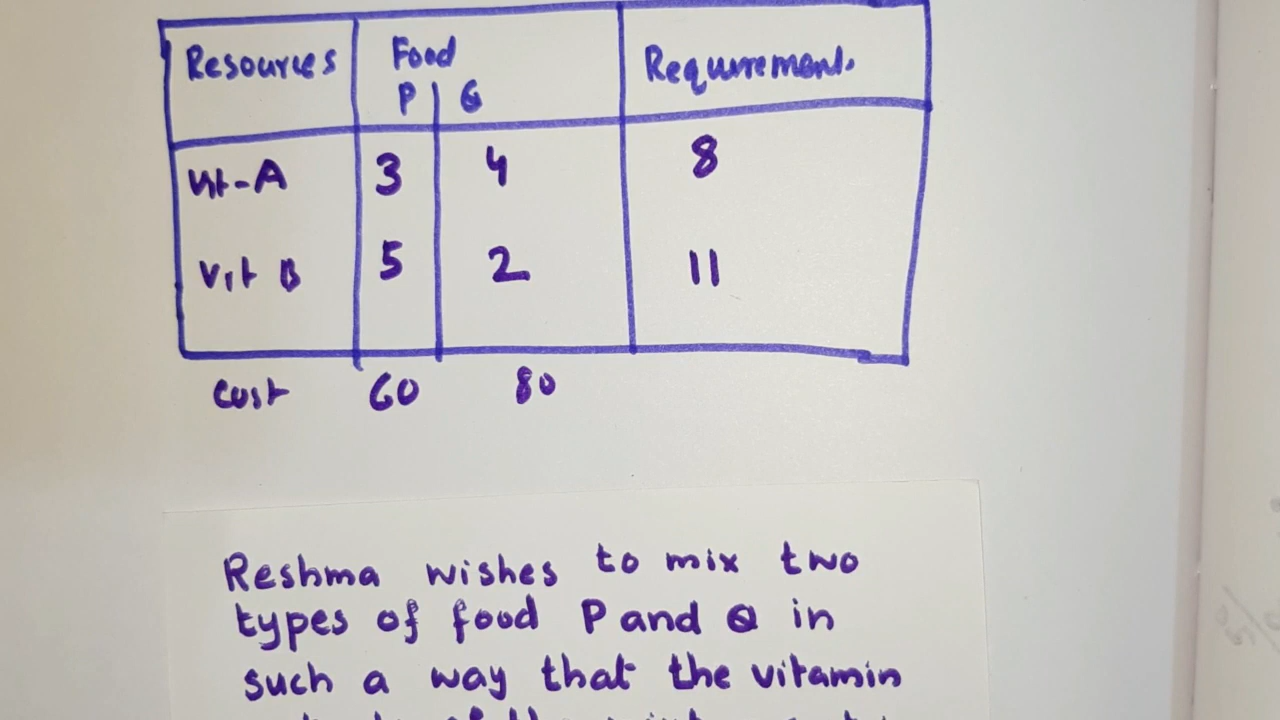 Resources Food Requirement.
P Q
Vit-A 3 4 8
Vit B 5 2 11
Cost 60 80
Reshma wishes to mix two
types of food P and Q in
such a way that the vitamin